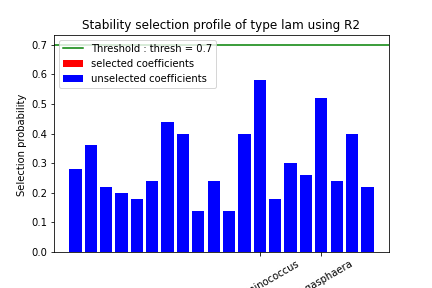 Stability selection profile of type lam using R2
Threshold : thresh = 0.7
selected coefficients
unselected coefficients
Selection probability
0.7
0.6
0.5
0.4
0.3
0.2
0.1
0.0